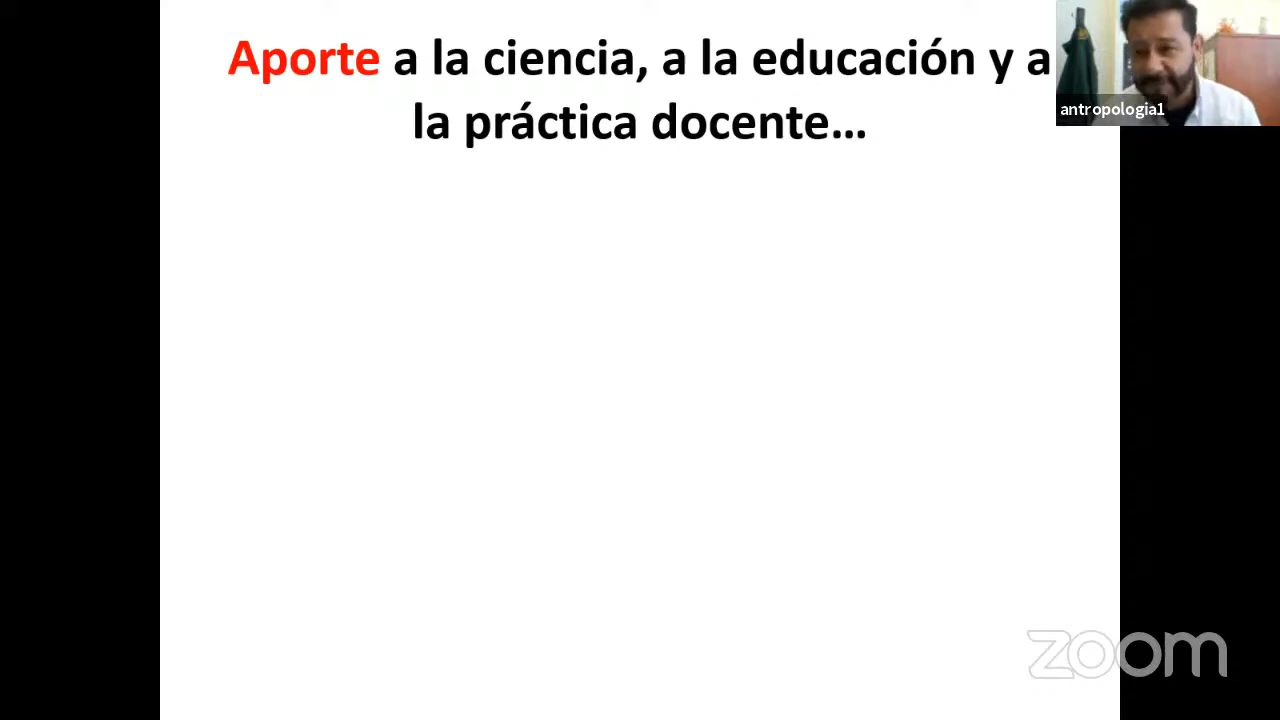 Aporte a la ciencia, a la educación y a
la práctica docente...
antropologia1
zoom